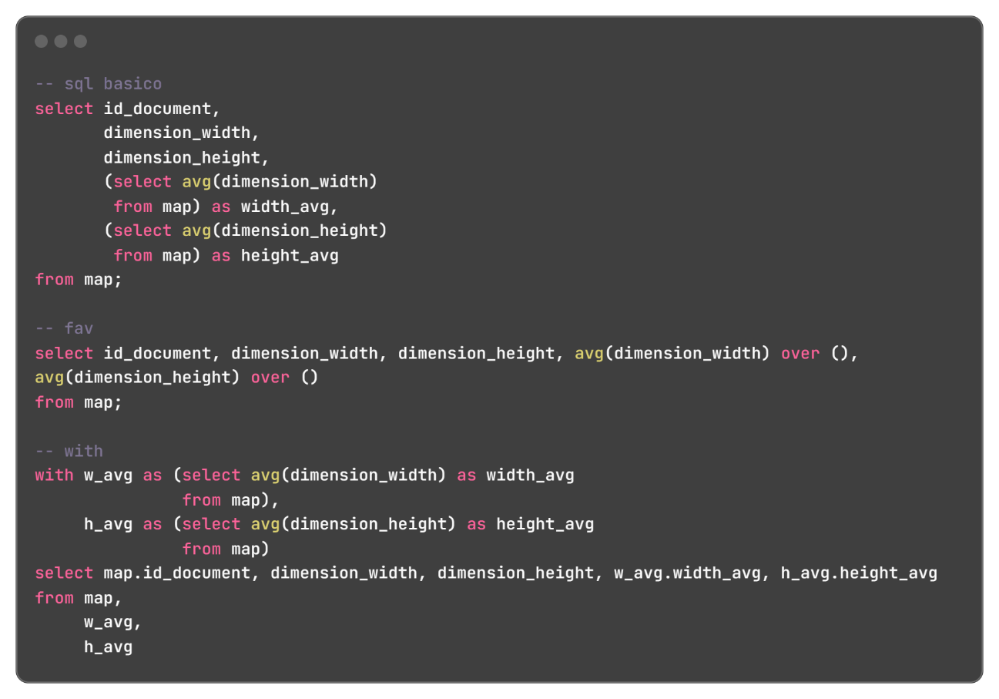 -- sql basico
select id_document,
       dimension_width,
       dimension_height,
       (select avg(dimension_width)
        from map) as width_avg,
       (select avg(dimension_height)
        from map) as height_avg
from map;

-- fav
select id_document, dimension_width, dimension_height, avg(dimension_width) over (),
avg(dimension_height) over ()
from map;

-- with
with w_avg as (select avg(dimension_width) as width_avg
               from map),
     h_avg as (select avg(dimension_height) as height_avg
               from map)
select map.id_document, dimension_width, dimension_height, w_avg.width_avg, h_avg.height_avg
from map,
     w_avg,
     h_avg